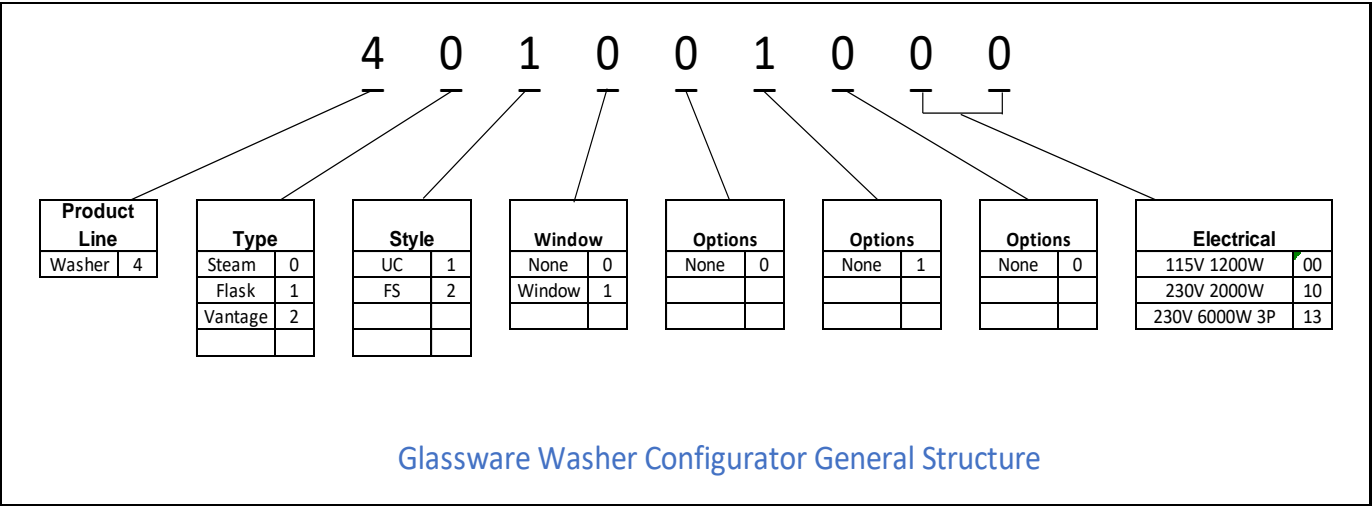 4 0 1 0 0 1 0 0 0
Product Line
Washer 4
Type
Steam 0
Flask 1
Vantage 2
Style
UC 1
FS 2
Window
None 0
Window 1
Options
None 0
Options
None 1
Options
None 0
Electrical
115V 1200W 00
230V 2000W 10
230V 6000W 3P 13
Glassware Washer Configurator General Structure